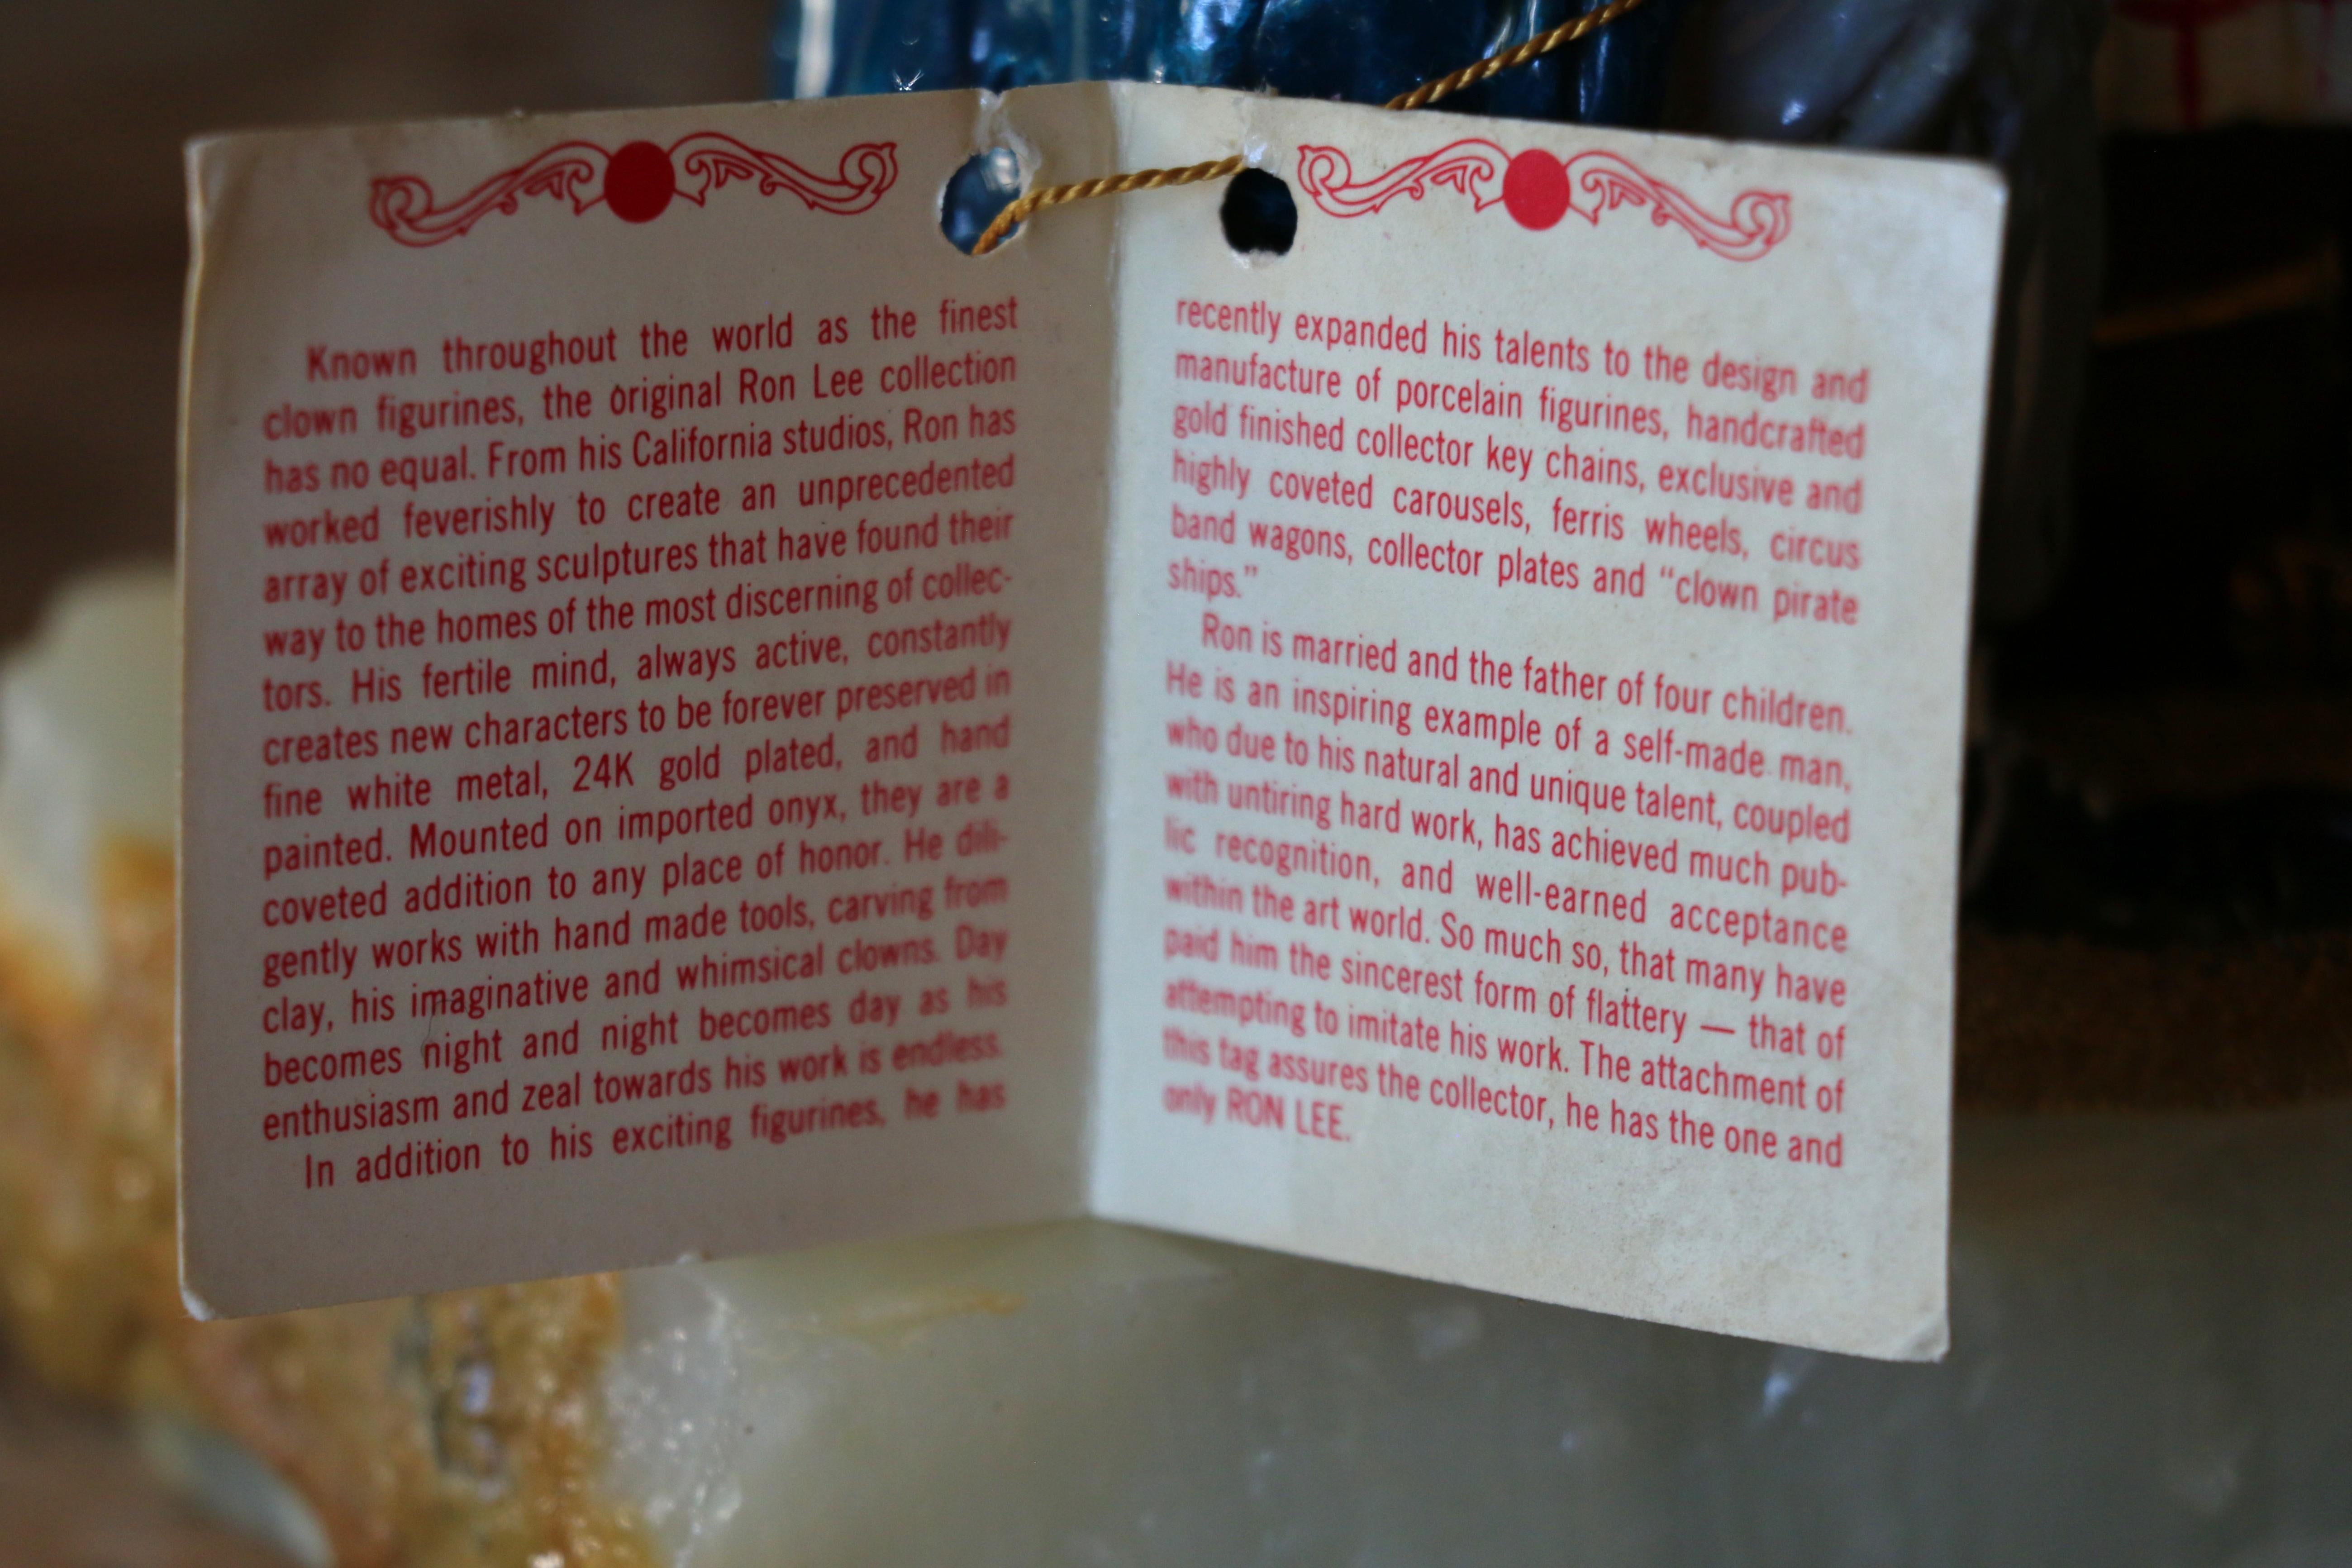 Known throughout the world as the finest
clown figurines, the original Ron Lee collection
has no equal. From his California studios, Ron has
worked feverishly to create an unprecedented
array of exciting sculptures that have found their
way to the homes of the most discerning of collec-
tors. His fertile mind, always active, constantly
creates new characters to be forever preserved in
fine white metal, 24K gold plated, and hand
painted. Mounted on imported onyx, they are a
coveted addition to any place of honor. He dili-
gently works with hand made tools, carving from
clay, his imaginative and whimsical clowns. Day
becomes night and night becomes day as his
enthusiasm and zeal towards his work is endless.
In addition to his exciting figurines, he has
recently expanded his talents to the design and
manufacture of porcelain figurines, handcrafted
gold finished collector key chains, exclusive and
highly coveted carousels, ferris wheels, circus
band wagons, collector plates and “clown pirate
ships.”
Ron is married and the father of four children.
He is an inspiring example of a self-made man,
who due to his natural and unique talent, coupled
with untiring hard work, has achieved much pub-
lic recognition, and well-earned acceptance
within the art world. So much so, that many have
paid him the sincerest form of flattery — that of
attempting to imitate his work. The attachment of
this tag assures the collector, he has the one and
only RON LEE.